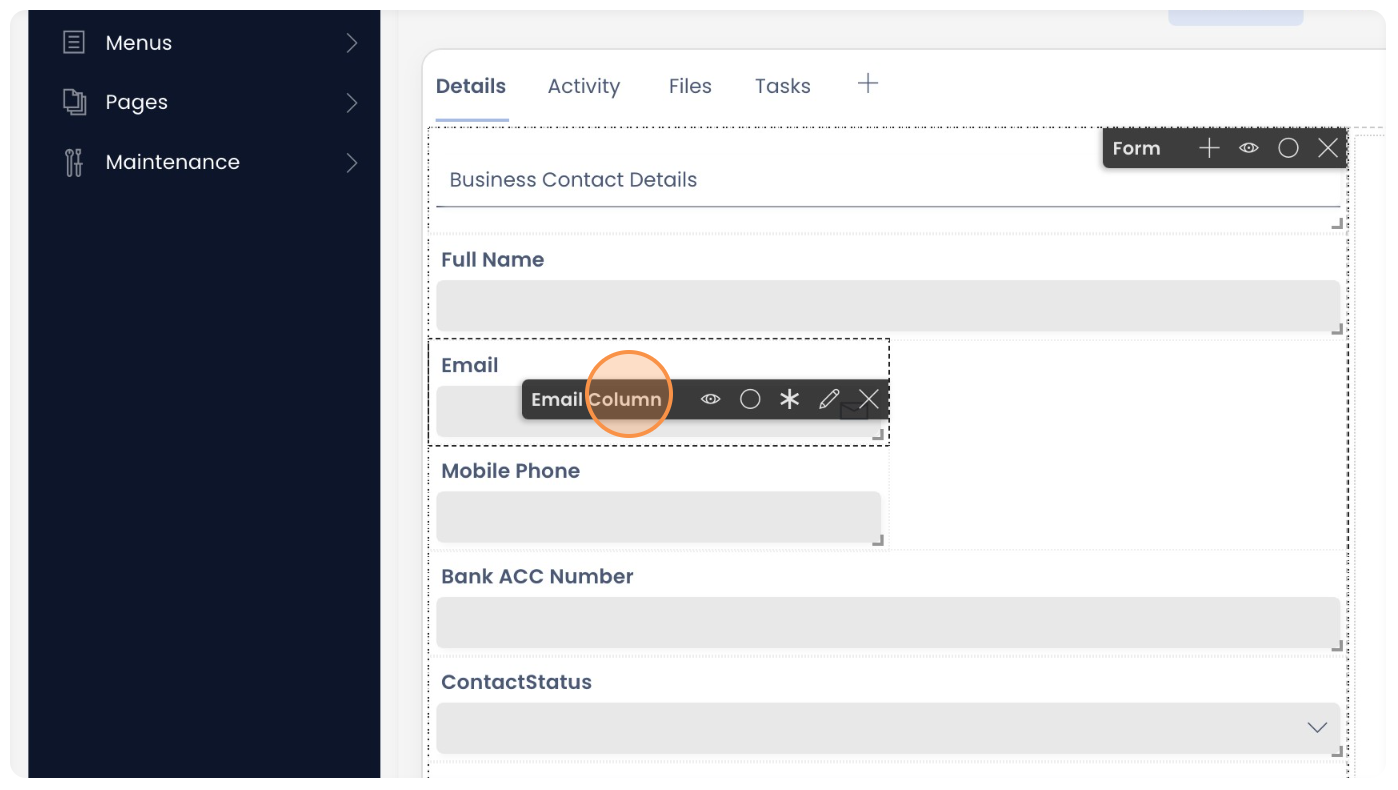 Menus
Pages
Maintenance
Details Activity Files Tasks
Form
Business Contact Details
Full Name
Email
Email Column
Mobile Phone
Bank ACC Number
ContactStatus